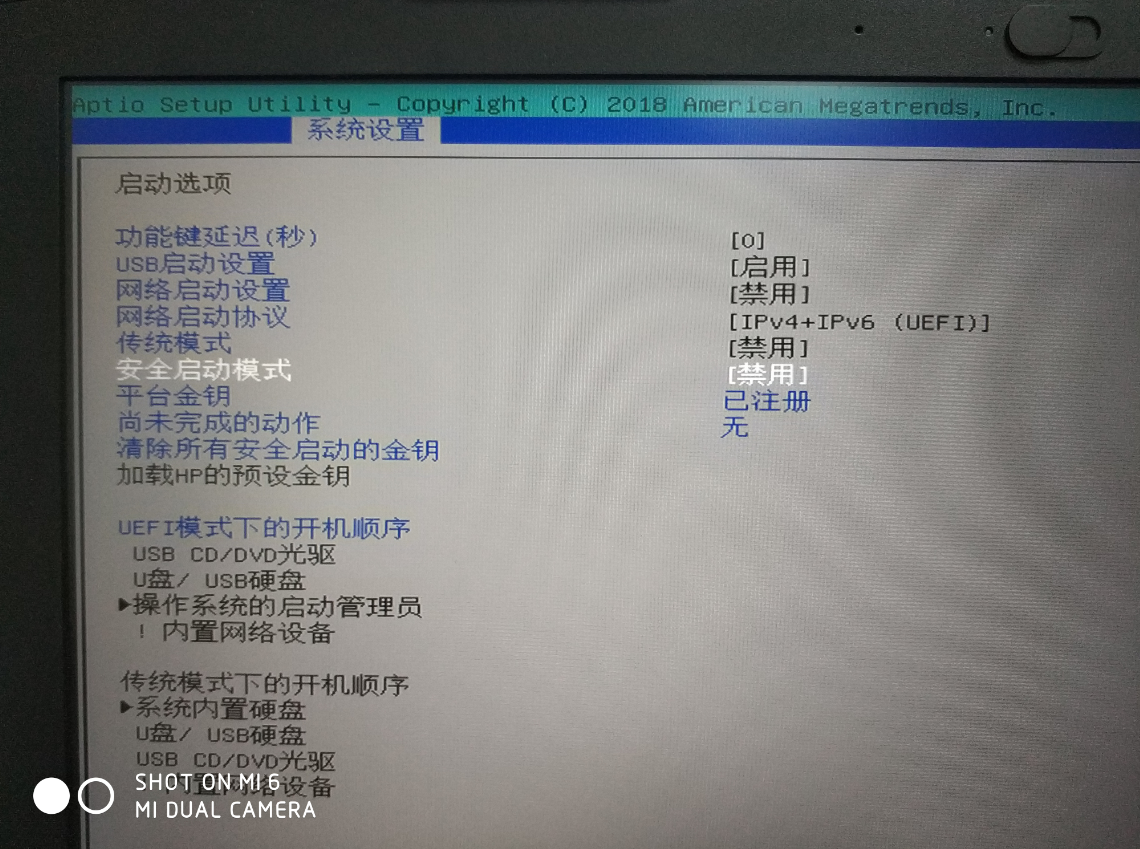 Aptio Setup Utility - Copyright (C) 2018 American Megatrends, Inc.
系统设置
启动选项
功能键延迟(秒) [0]
USB启动设置 [启用]
网络启动设置 [禁用]
网络启动协议 [IPv4+IPv6 (UEFI)]
传统模式 [禁用]
安全启动模式 [禁用]
平台金钥 已注册
尚未完成的动作 无
清除所有安全启动的金钥
加载HP的预设金钥
UEFI模式下的开机顺序
USB CD/DVD光驱
U盘/ USB硬盘
▶操作系统的启动管理员
! 内置网络设备
传统模式下的开机顺序
▶系统内置硬盘
U盘/ USB硬盘
USB CD/DVD光驱
! 内置网络设备
SHOT ON MI 6
MI DUAL CAMERA